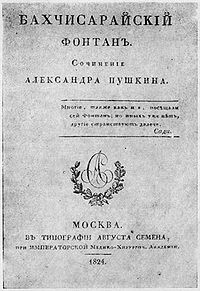 БАХЧИСАРАЙСКІЙ
ФОНТАНЪ.
Сочиненіе
АЛЕКСАНДРА ПУШКИНА.
Многіе, также какъ и я, посѣщали
сей Фонтанъ; но иныхъ уже нѣтъ,
другіе странствуютъ далече.
Сади.
МОСКВА.
ВЪ ТИПОГРАФІИ АВГУСТА СЕМЕНА,
ПРИ ИМПЕРАТОРСКОЙ Медико-Хирургич. Академіи.
1824.